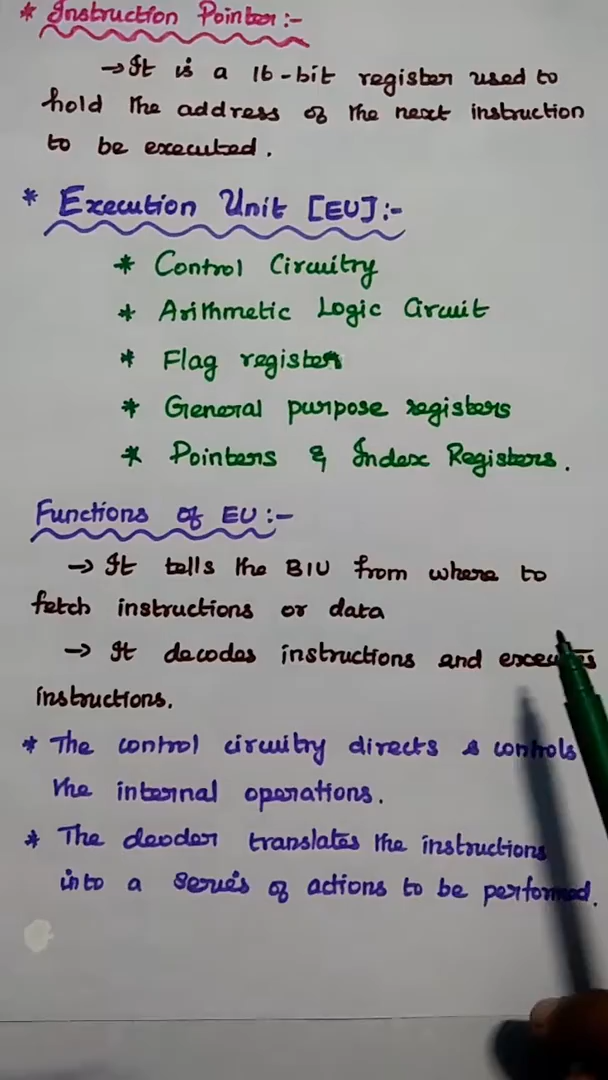 * Instruction Pointer:-
→ It is a 16-bit register used to
hold the address of the next instruction
to be executed.
* Execution Unit [EU]:-
* Control Circuitry
* Arithmetic Logic Circuit
* Flag register
* General purpose registers
* Pointers & Index Registers.
Functions of EU:-
→ It tells the BIU from where to
fetch instructions or data
→ It decodes instructions and executes
instructions.
* The control circuitry directs & controls
the internal operations.
* The deoder translates the instructions
into a series of actions to be performed.